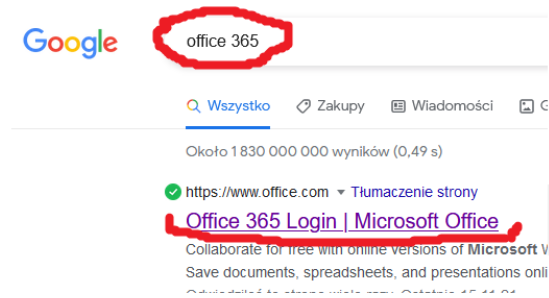 Google
office 365
Wszystko Zakupy Wiadomości G
Około 1 830 000 000 wyników (0,49 s)
https://www.office.com Tłumaczenie strony
Office 365 Login | Microsoft Office
Collaborate for free with online versions of Microsoft W
Save documents, spreadsheets, and presentations onli